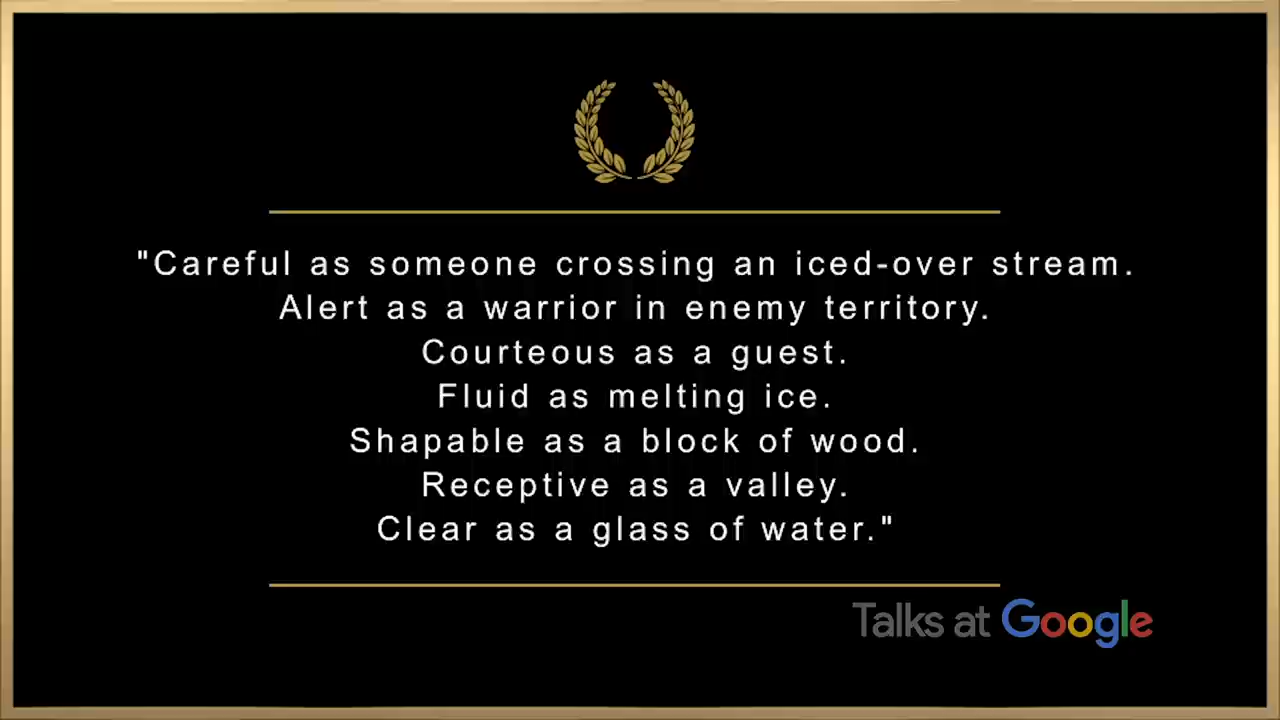 "Careful as someone crossing an iced-over stream.
Alert as a warrior in enemy territory.
Courteous as a guest.
Fluid as melting ice.
Shapable as a block of wood.
Receptive as a valley.
Clear as a glass of water."
Talks at Google